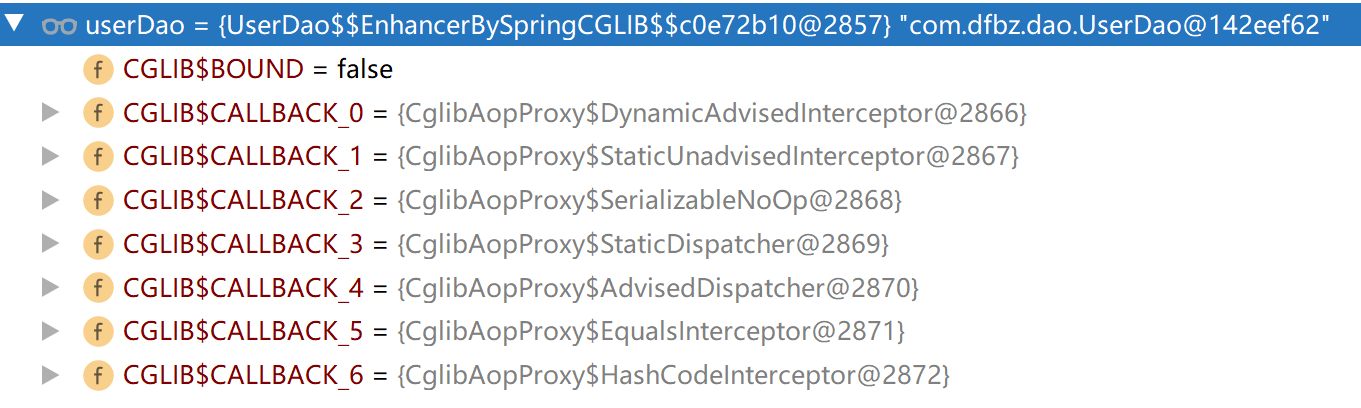 userDao = {UserDao$$EnhancerBySpringCGLIB$$c0e72b10@2857} "com.dfbz.dao.UserDao@142eef62"
f CGLIB$BOUND = false
f CGLIB$CALLBACK_0 = {CglibAopProxy$DynamicAdvisedInterceptor@2866}
f CGLIB$CALLBACK_1 = {CglibAopProxy$StaticUnadvisedInterceptor@2867}
f CGLIB$CALLBACK_2 = {CglibAopProxy$SerializableNoOp@2868}
f CGLIB$CALLBACK_3 = {CglibAopProxy$StaticDispatcher@2869}
f CGLIB$CALLBACK_4 = {CglibAopProxy$AdvisedDispatcher@2870}
f CGLIB$CALLBACK_5 = {CglibAopProxy$EqualsInterceptor@2871}
f CGLIB$CALLBACK_6 = {CglibAopProxy$HashCodeInterceptor@2872}